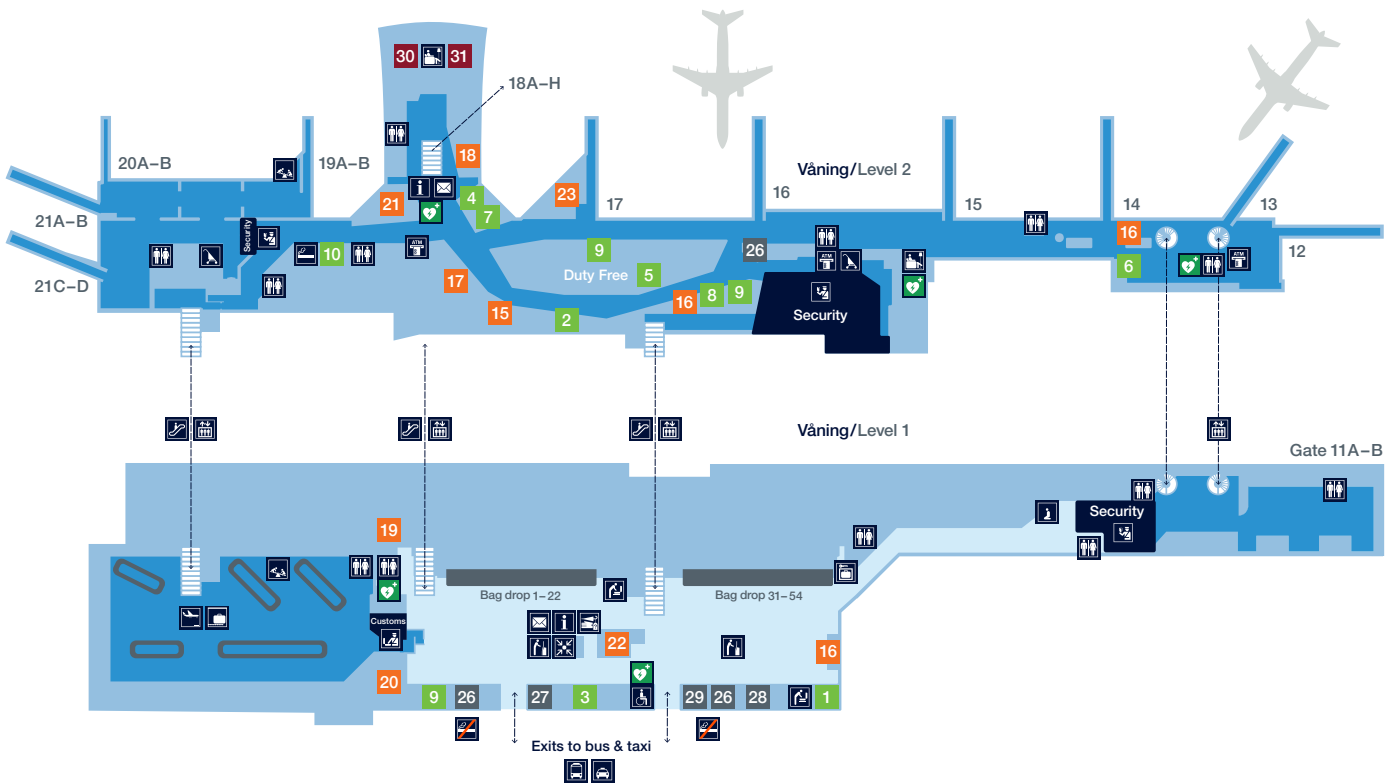 30
31
18A–H
18
20A–B
19A–B
Våning/Level 2
21
i
4
7
23
17
16
15
14
13
21A–B
Security
10
ATM
9
26
ATM
16
ATM
12
Duty Free
5
6
21C–D
17
16
8
9
15
2
Security
Våning/Level 1
Gate 11A–B
Security
19
Bag drop 1–22
Bag drop 31–54
Customs
i
22
16
20
9
26
27
3
29
26
28
1
Exits to bus & taxi